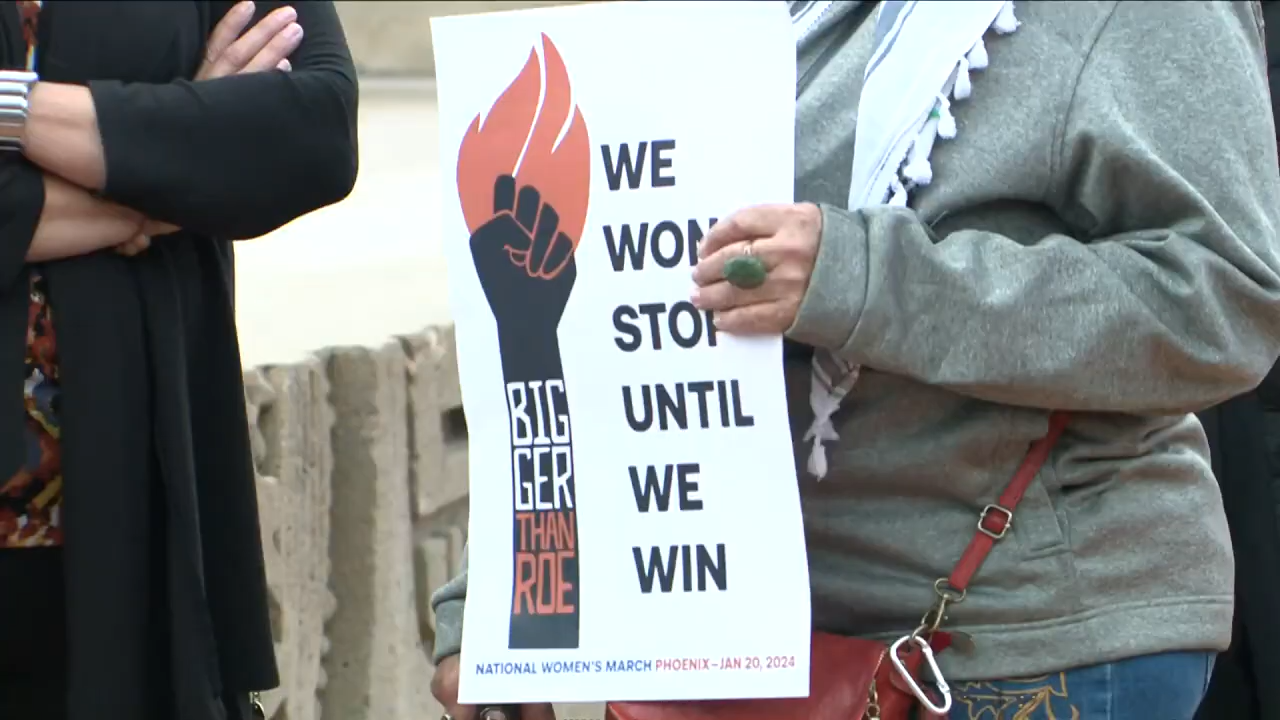 WE
WON
STOP
UNTIL
WE
WIN
BIG
GER
THAN
ROE
NATIONAL WOMEN'S MARCH PHOENIX–JAN 20, 2024